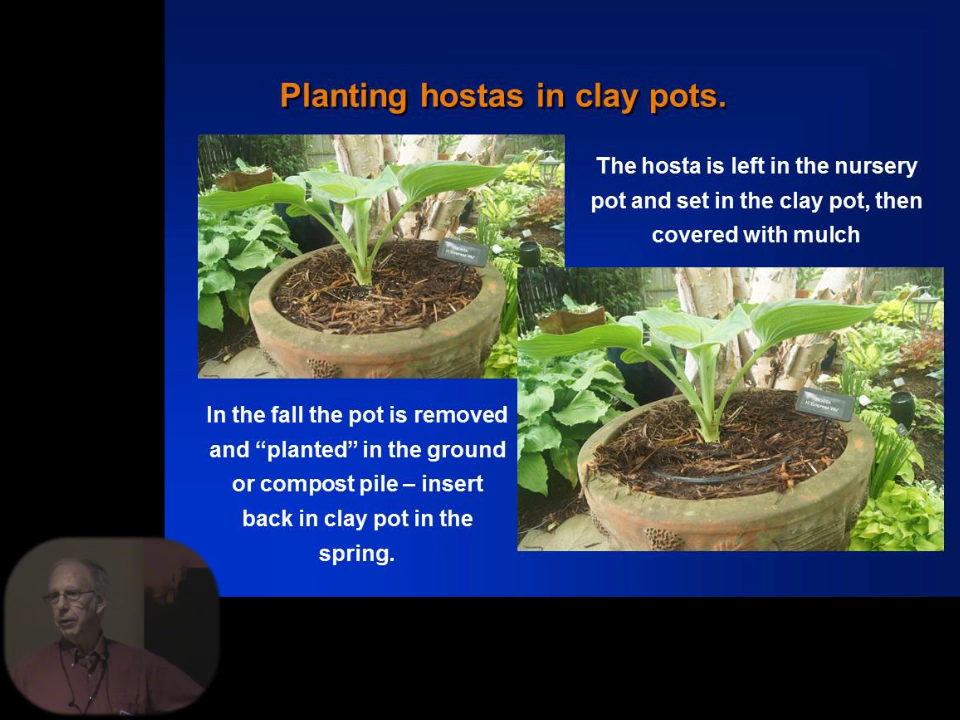 Planting hostas in clay pots.
The hosta is left in the nursery
pot and set in the clay pot, then
covered with mulch
In the fall the pot is removed
and “planted” in the ground
or compost pile – insert
back in clay pot in the
spring.